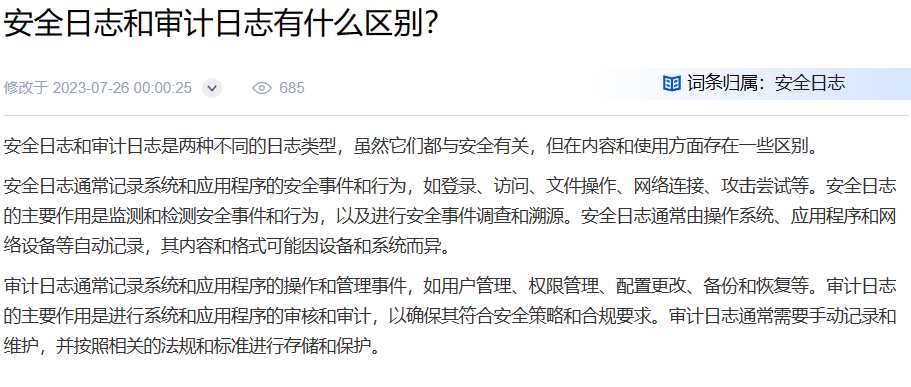 安全日志和审计日志有什么区别？
修改于 2023-07-26 00:00:25 685
词条归属：安全日志
安全日志和审计日志是两种不同的日志类型，虽然它们都与安全有关，但在内容和使用方面存在一些区别。
安全日志通常记录系统和应用程序的安全事件和行为，如登录、访问、文件操作、网络连接、攻击尝试等。安全日志
的主要作用是监测和检测安全事件和行为，以及进行安全事件调查和溯源。安全日志通常由操作系统、应用程序和网
络设备等自动记录，其内容和格式可能因设备和系统而异。
审计日志通常记录系统和应用程序的操作和管理事件，如用户管理、权限管理、配置更改、备份和恢复等。审计日志
的主要作用是进行系统和应用程序的审核和审计，以确保其符合安全策略和合规要求。审计日志通常需要手动记录和
维护，并按照相关的法规和标准进行存储和保护。